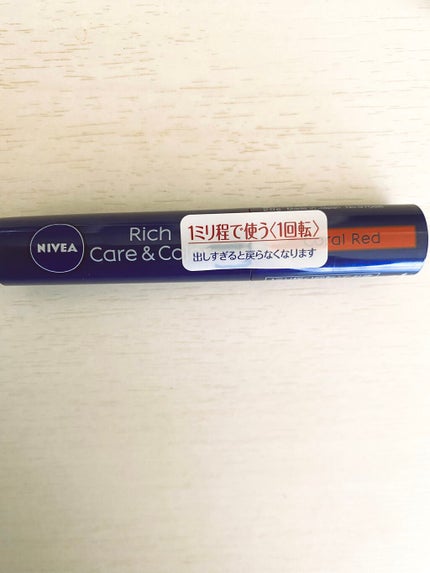 NIVEA
Rich
Care & Co
1ミリ程で使う〈1回転〉
出しすぎると戻らなくなります
oral Red